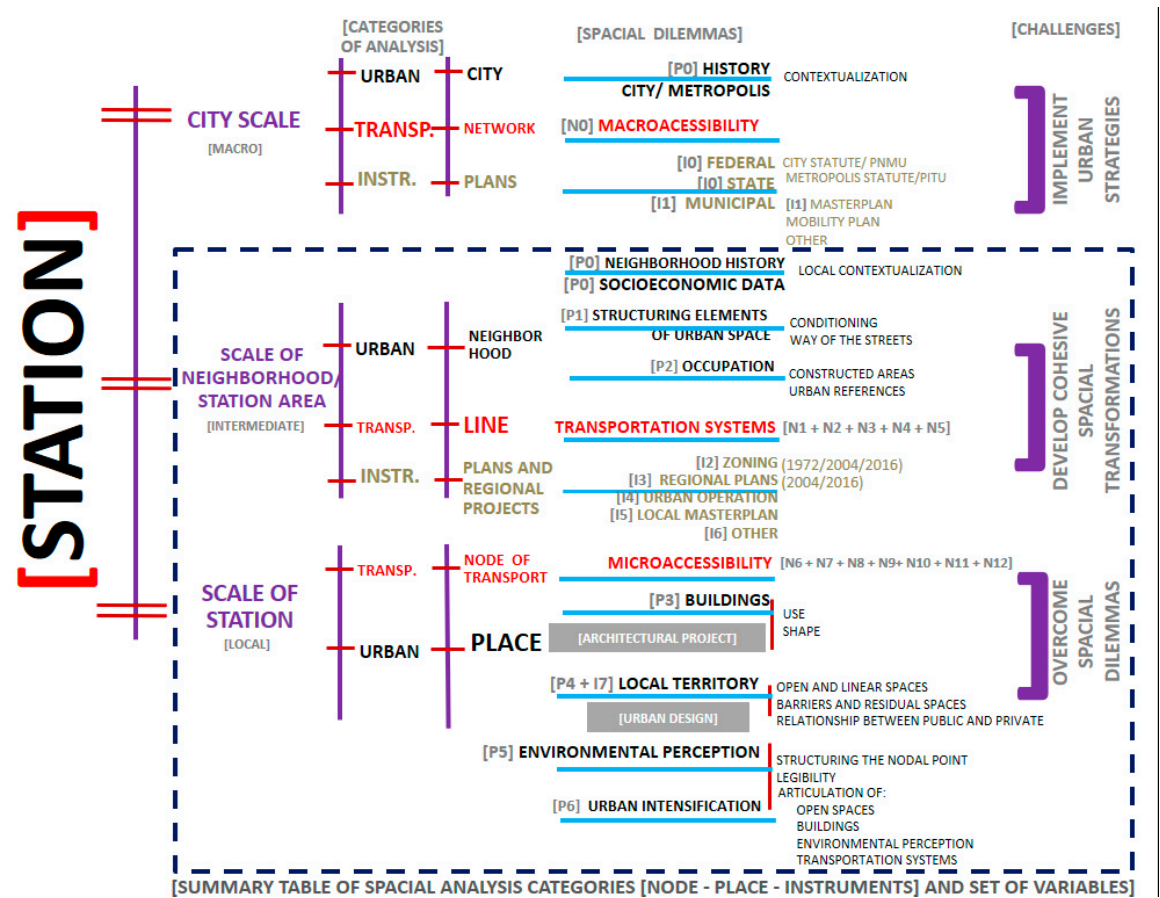 [STATION]
[CATEGORIES
OF ANALYSIS]
[SPACIAL DILEMMAS]
[CHALLENGES]
CITY SCALE
[MACRO]
URBAN
CITY
[P0] HISTORY
CITY/ METROPOLIS
CONTEXTUALIZATION
TRANSP.
NETWORK
[N0] MACROACESSIBILITY
INSTR.
PLANS
[I0] FEDERAL
CITY STATUTE/ PNMU
[I0] STATE
METROPOLIS STATUTE/PITU
[I1] MUNICIPAL
[I1] MASTERPLAN
MOBILITY PLAN
OTHER
IMPLEMENT
URBAN
STRATEGIES
[P0] NEIGHBORHOOD HISTORY
[P0] SOCIOECONOMIC DATA
LOCAL CONTEXTUALIZATION
SCALE OF
NEIGHBORHOOD/
STATION AREA
[INTERMEDIATE]
URBAN
NEIGHBOR
HOOD
[P1] STRUCTURING ELEMENTS
OF URBAN SPACE
CONDITIONING
WAY OF THE STREETS
[P2] OCCUPATION
CONSTRUCTED AREAS
URBAN REFERENCES
TRANSP.
LINE
TRANSPORTATION SYSTEMS
[N1 + N2 + N3 + N4 + N5]
INSTR.
PLANS AND
REGIONAL
PROJECTS
[I2] ZONING
(1972/2004/2016)
[I3] REGIONAL PLANS
(2004/2016)
[I4] URBAN OPERATION
[I5] LOCAL MASTERPLAN
[I6] OTHER
DEVELOP COHESIVE
SPACIAL
TRANSFORMATIONS
SCALE OF
STATION
[LOCAL]
TRANSP.
NODE OF
TRANSPORT
MICROACCESSIBILITY
[N6 + N7 + N8 + N9+ N10 + N11 + N12]
URBAN
PLACE
[P3] BUILDINGS
[ARCHITECTURAL PROJECT]
USE
SHAPE
[P4 + I7] LOCAL TERRITORY
[URBAN DESIGN]
OPEN AND LINEAR SPACES
BARRIERS AND RESIDUAL SPACES
RELATIONSHIP BETWEEN PUBLIC AND PRIVATE
[P5] ENVIRONMENTAL PERCEPTION
STRUCTURING THE NODAL POINT
LEGIBILITY
[P6] URBAN INTENSIFICATION
ARTICULATION OF:
OPEN SPACES
BUILDINGS
ENVIRONMENTAL PERCEPTION
TRANSPORTATION SYSTEMS
OVERCOME
SPACIAL
DILEMMAS
[SUMMARY TABLE OF SPACIAL ANALYSIS CATEGORIES [NODE - PLACE - INSTRUMENTS] AND SET OF VARIABLES]